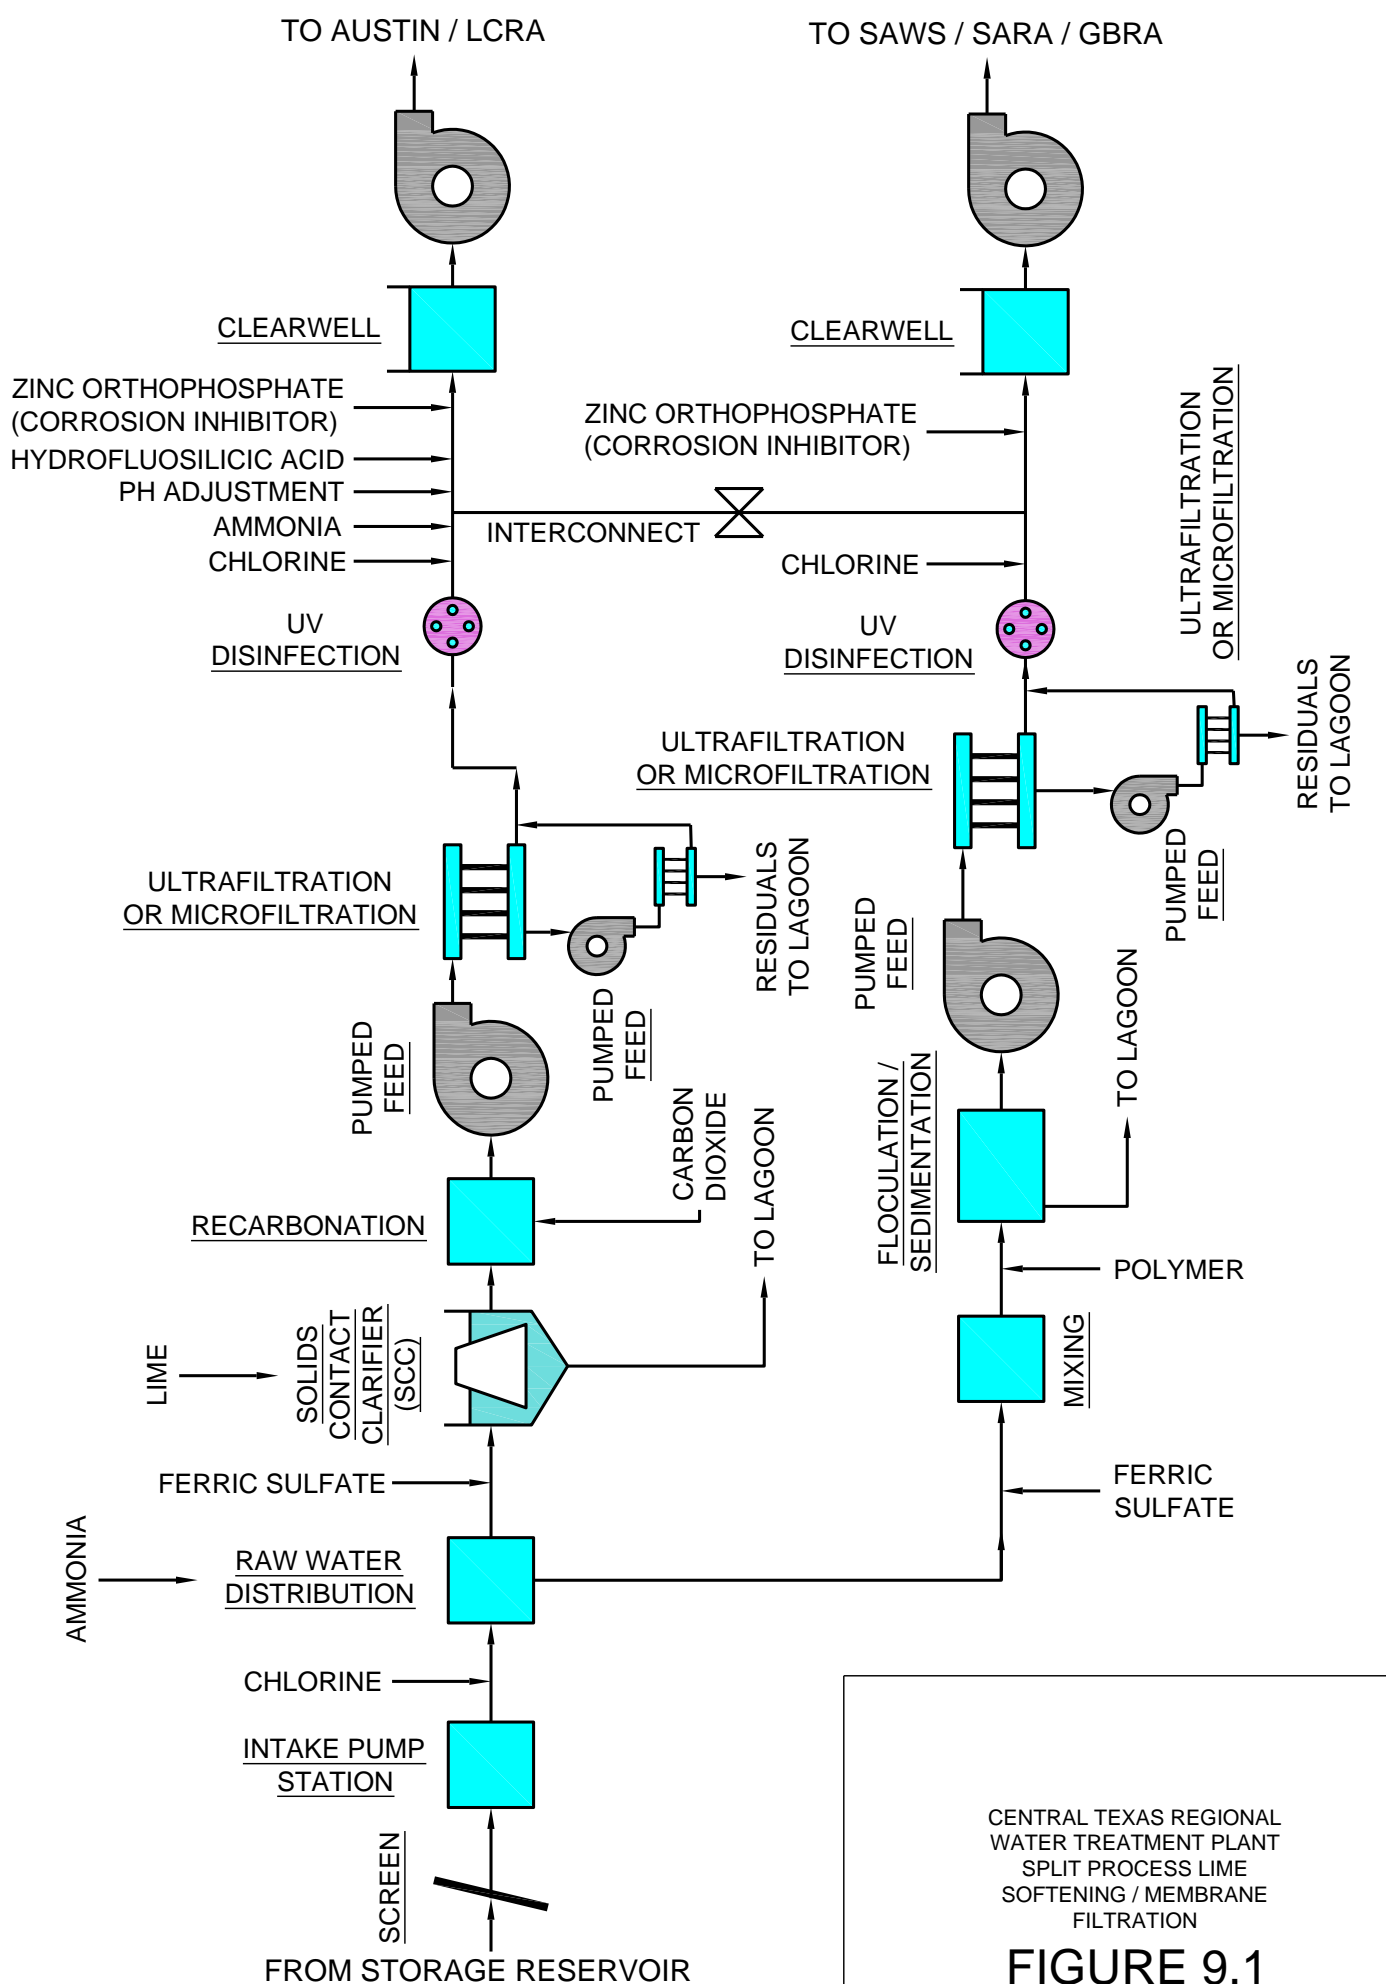 TO AUSTIN / LCRA
TO SAWS / SARA / GBRA
CLEARWELL
CLEARWELL
ZINC ORTHOPHOSPHATE
(CORROSION INHIBITOR)
HYDROFLUOSILICIC ACID
PH ADJUSTMENT
AMMONIA
CHLORINE
ZINC ORTHOPHOSPHATE
(CORROSION INHIBITOR)
INTERCONNECT
CHLORINE
ULTRAFILTRATION
OR MICROFILTRATION
UV
DISINFECTION
UV
DISINFECTION
RESIDUALS
TO LAGOON
ULTRAFILTRATION
OR MICROFILTRATION
PUMPED
FEED
ULTRAFILTRATION
OR MICROFILTRATION
RESIDUALS
TO LAGOON
PUMPED
FEED
PUMPED
FEED
PUMPED
FEED
TO LAGOON
FLOCULATION /
SEDIMENTATION
CARBON
DIOXIDE
TO LAGOON
RECARBONATION
POLYMER
MIXING
LIME
SOLIDS
CONTACT
CLARIFIER
(SCC)
FERRIC SULFATE
FERRIC
SULFATE
AMMONIA
RAW WATER
DISTRIBUTION
CHLORINE
INTAKE PUMP
STATION
SCREEN
FROM STORAGE RESERVOIR
CENTRAL TEXAS REGIONAL
WATER TREATMENT PLANT
SPLIT PROCESS LIME
SOFTENING / MEMBRANE
FILTRATION
FIGURE 9.1